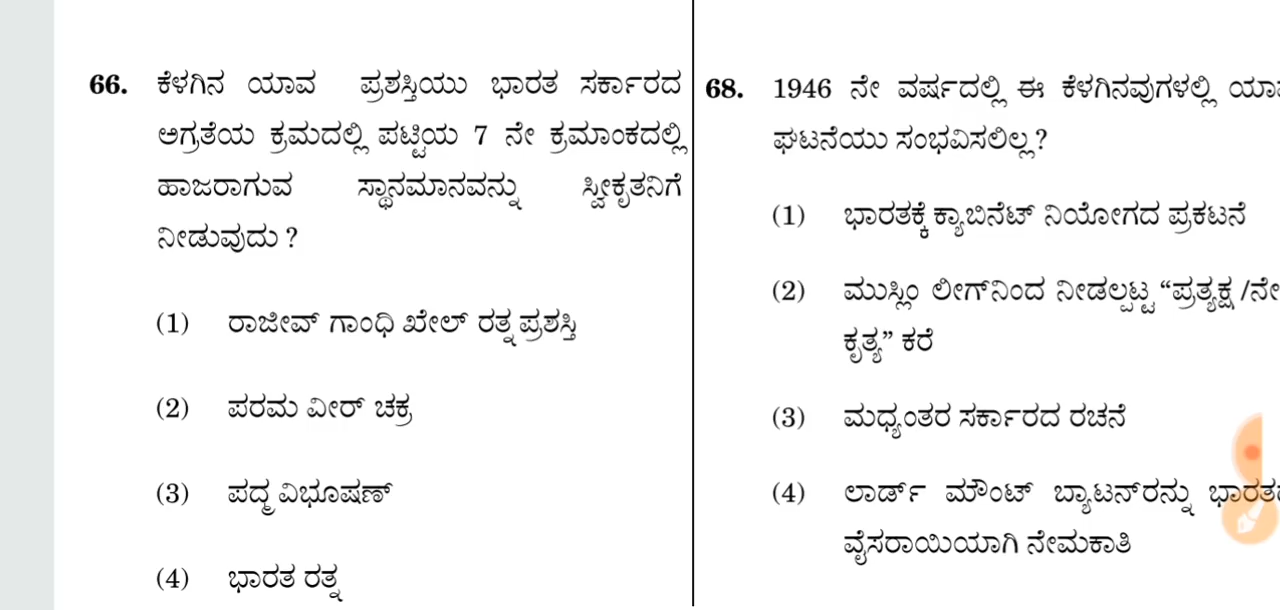 66. ಕೆಳಗಿನ ಯಾವ ಪ್ರಶಸ್ತಿಯು ಭಾರತ ಸರ್ಕಾರದ
ಅಗ್ರತೆಯ ಕ್ರಮದಲ್ಲಿ ಪಟ್ಟಿಯ 7 ನೇ ಕ್ರಮಾಂಕದಲ್ಲಿ
ಹಾಜರಾಗುವ ಸ್ಥಾನಮಾನವನ್ನು ಸ್ವೀಕೃತನಿಗೆ
ನೀಡುವುದು ?
(1) ರಾಜೀವ್ ಗಾಂಧಿ ಖೇಲ್ ರತ್ನ ಪ್ರಶಸ್ತಿ
(2) ಪರಮ ವೀರ್ ಚಕ್ರ
(3) ಪದ್ಮ ವಿಭೂಷಣ್
(4) ಭಾರತ ರತ್ನ
68. 1946 ನೇ ವರ್ಷದಲ್ಲಿ ಈ ಕೆಳಗಿನವುಗಳಲ್ಲಿ
ಘಟನೆಯು ಸಂಭವಿಸಲಿಲ್ಲ ?
(1) ಭಾರತಕ್ಕೆ ಕ್ಯಾಬಿನೆಟ್ ನಿಯೋಗದ ಪ್ರಕಟನೆ
(2) ಮುಸ್ಲಿಂ ಲೀಗ್‌ನಿಂದ ನೀಡಲ್ಪಟ್ಟ “ಪ್ರತ್ಯಕ್ಷ /
ಕೃತ್ಯ” ಕರೆ
(3) ಮಧ್ಯಂತರ ಸರ್ಕಾರದ ರಚನೆ
(4) ಲಾರ್ಡ್ ಮೌಂಟ್ ಬ್ಯಾಟನ್‌ರನ್ನು
ವೈಸರಾಯಿಯಾಗಿ ನೇಮಕಾತಿ